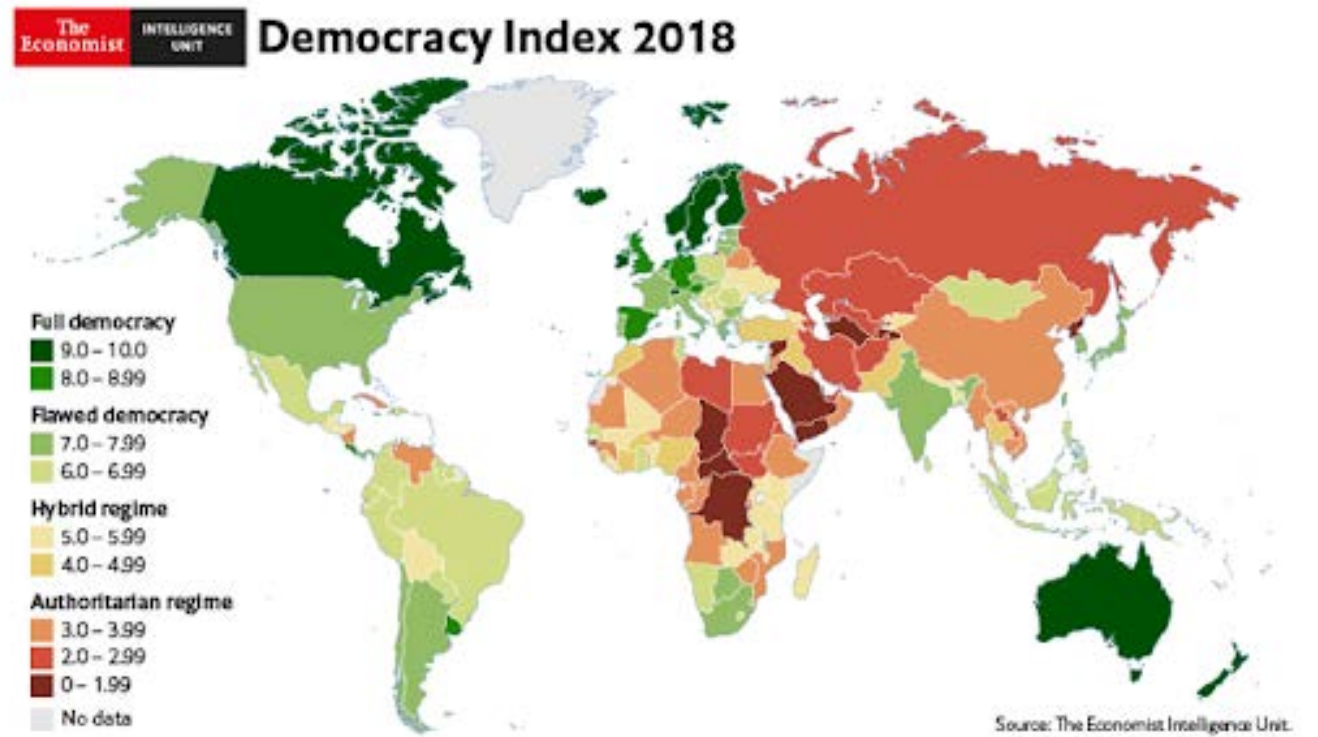 The
Economist
INTELLIGENCE
UNIT
Democracy Index 2018
Full democracy
9.0 – 10.0
8.0 – 8.99
Flawed democracy
7.0 – 7.99
6.0 – 6.99
Hybrid regime
5.0 – 5.99
4.0 – 4.99
Authoritarian regime
3.0 – 3.99
2.0 – 2.99
0 – 1.99
No data
Source: The Economist Intelligence Unit.